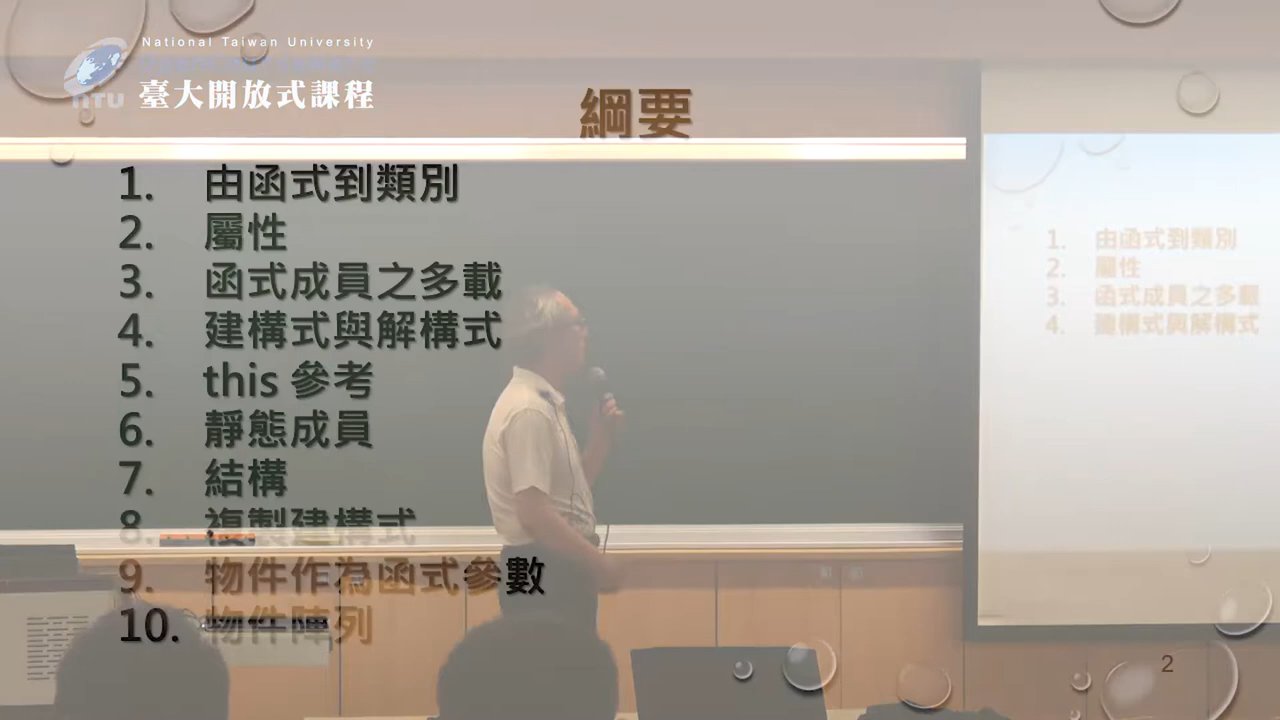 National Taiwan University
NTU 臺大開放式課程
綱要
1. 由函式到類別
2. 屬性
3. 函式成員之多載
4. 建構式與解構式
5. this 參考
6. 靜態成員
7. 結構
8. 複製建構式
9. 物件作為函式參數
10. 物件陣列
1. 由函式到類別
2. 屬性
3. 函式成員之多載
4. 建構式與解構式
2